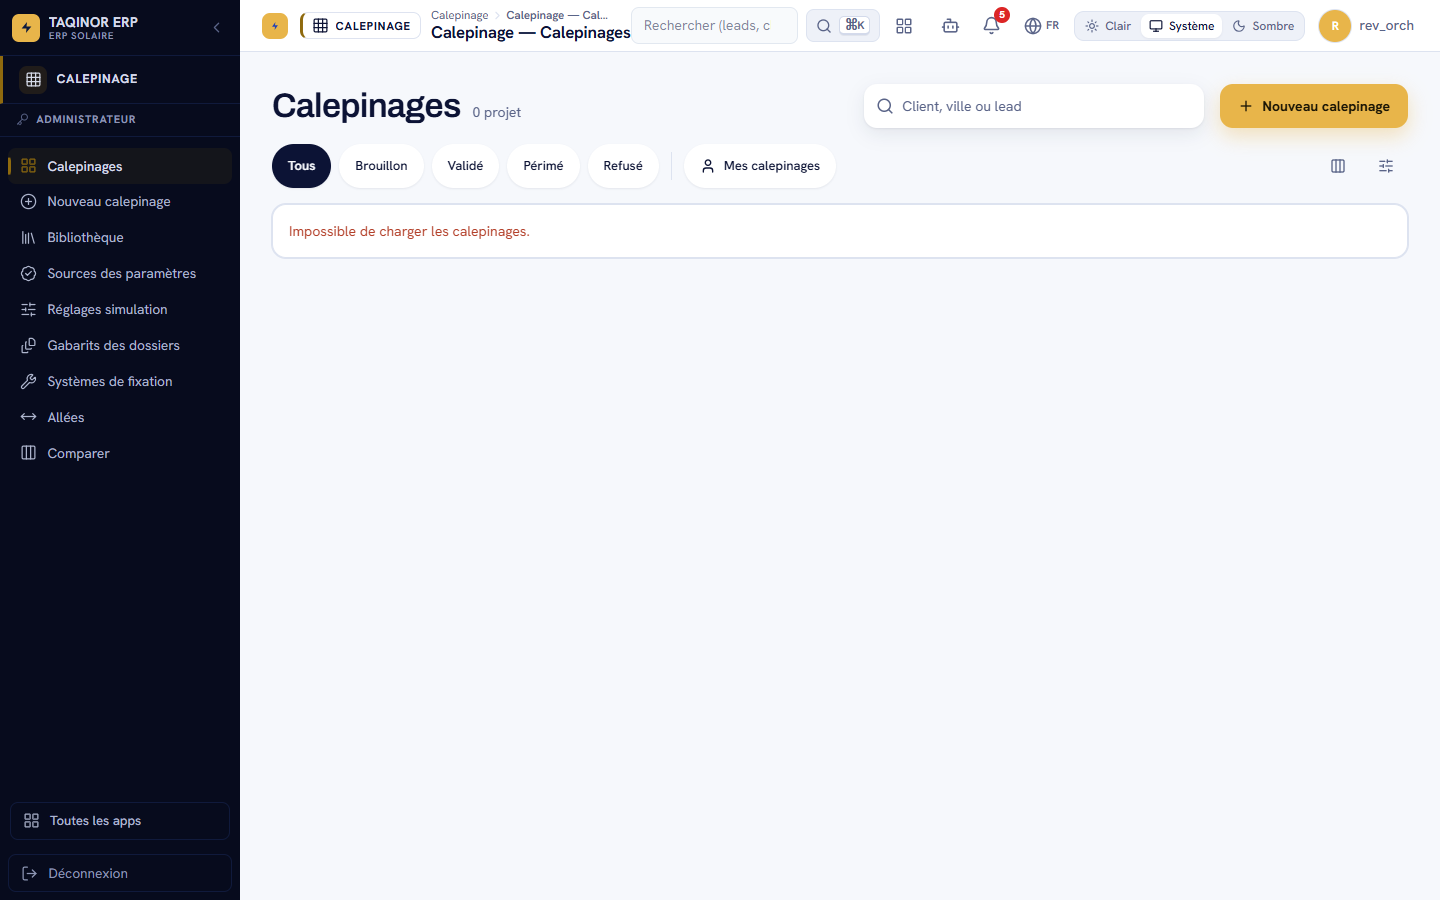 TAQINOR ERP
ERP SOLAIRE
CALEPINAGE
ADMINISTRATEUR
Calepinages
Nouveau calepinage
Bibliothèque
Sources des paramètres
Réglages simulation
Gabarits des dossiers
Systèmes de fixation
Allées
Comparer
Toutes les apps
Déconnexion
CALEPINAGE
Calepinage Calepinage — Cal...
Calepinage — Calepinages
Rechercher (leads, c
⌘K
5
FR
Clair
Système
Sombre
R
rev_orch
Calepinages
0 projet
Client, ville ou lead
Nouveau calepinage
Tous
Brouillon
Validé
Périmé
Refusé
Mes calepinages
Impossible de charger les calepinages.